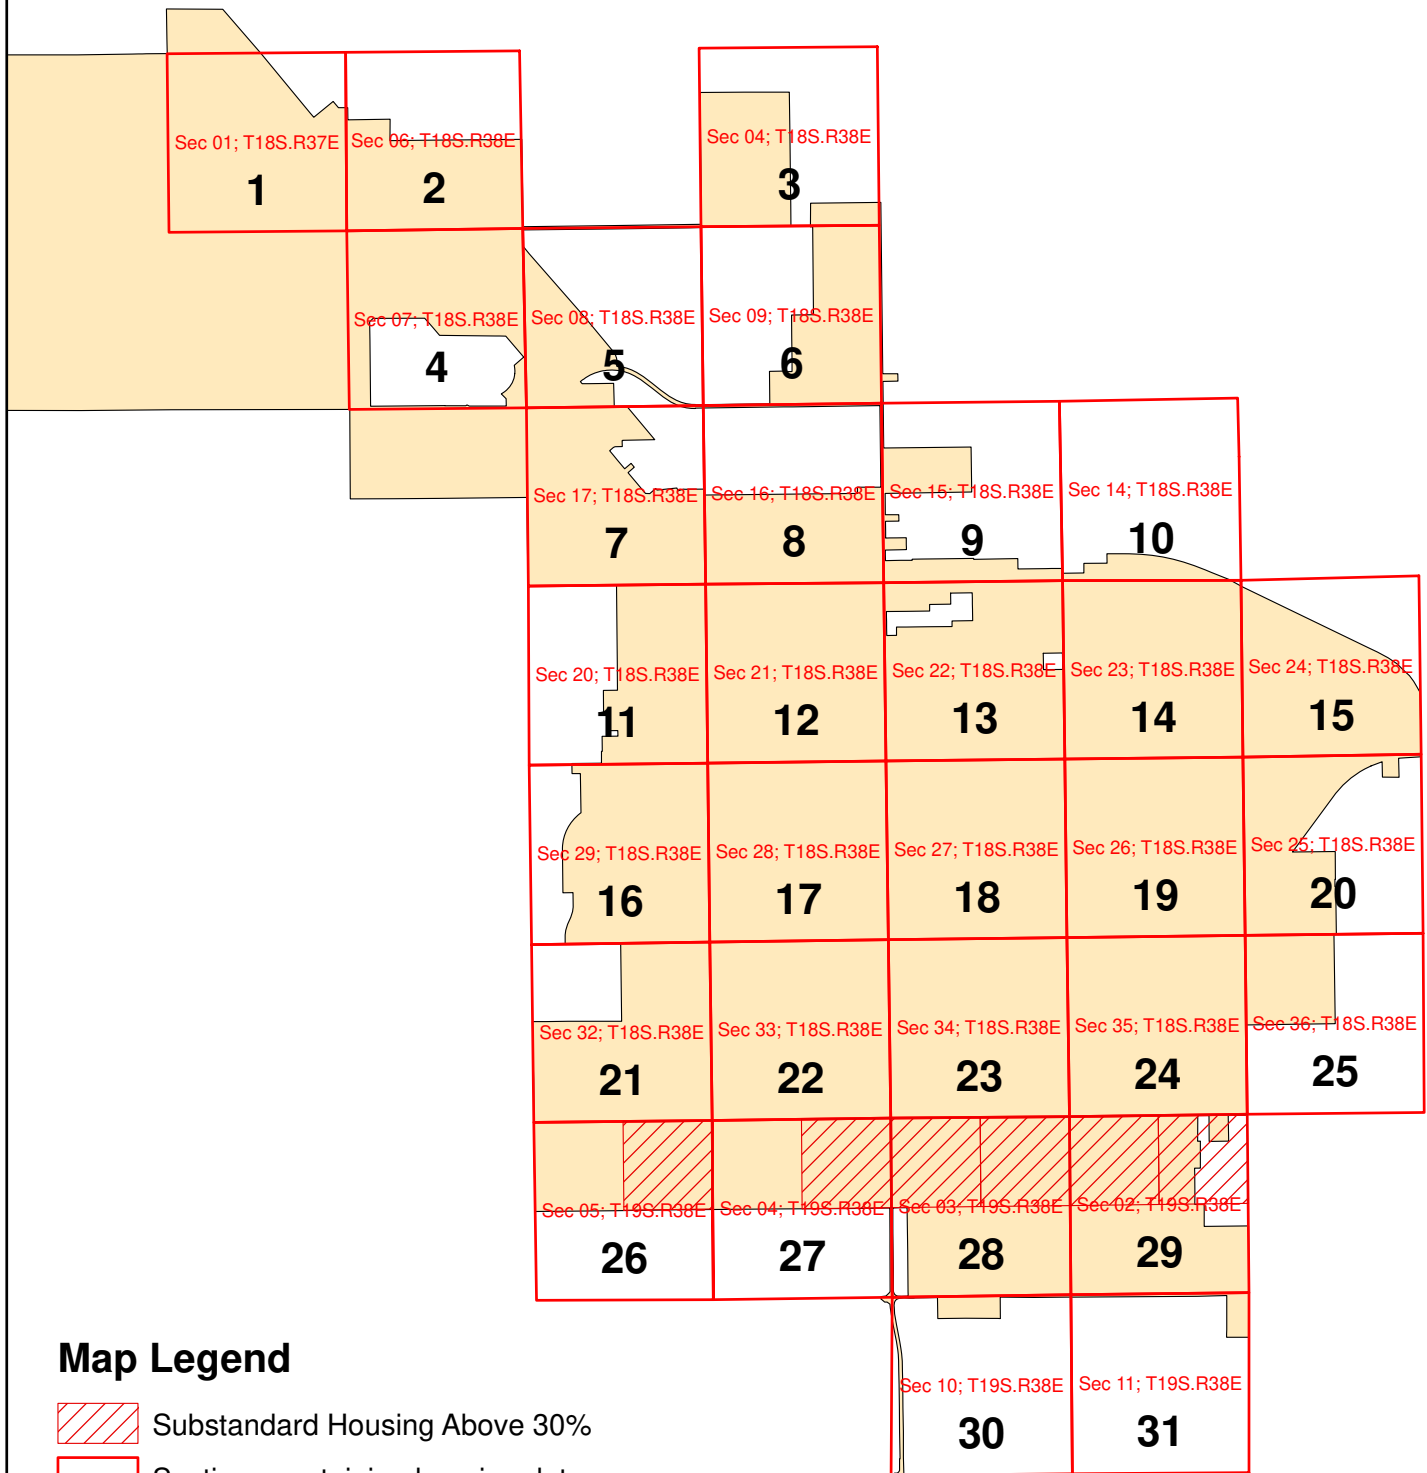 Sec 01; T18S.R37E
1
Sec 06; T18S.R38E
2
Sec 04; T18S.R38E
3
Sec 07; T18S.R38E
4
Sec 08; T18S.R38E
5
Sec 09; T18S.R38E
6
Sec 17; T18S.R38E
7
Sec 16; T18S.R38E
8
Sec 15; T18S.R38E
9
Sec 14; T18S.R38E
10
Sec 20; T18S.R38E
11
Sec 21; T18S.R38E
12
Sec 22; T18S.R38E
13
Sec 23; T18S.R38E
14
Sec 24; T18S.R38E
15
Sec 29; T18S.R38E
16
Sec 28; T18S.R38E
17
Sec 27; T18S.R38E
18
Sec 26; T18S.R38E
19
Sec 25; T18S.R38E
20
Sec 32; T18S.R38E
21
Sec 33; T18S.R38E
22
Sec 34; T18S.R38E
23
Sec 35; T18S.R38E
24
Sec 36; T18S.R38E
25
Sec 05; T19S.R38E
26
Sec 04; T19S.R38E
27
Sec 03; T19S.R38E
28
Sec 02; T19S.R38E
29
Sec 10; T19S.R38E
30
Sec 11; T19S.R38E
31
Map Legend
Substandard Housing Above 30%